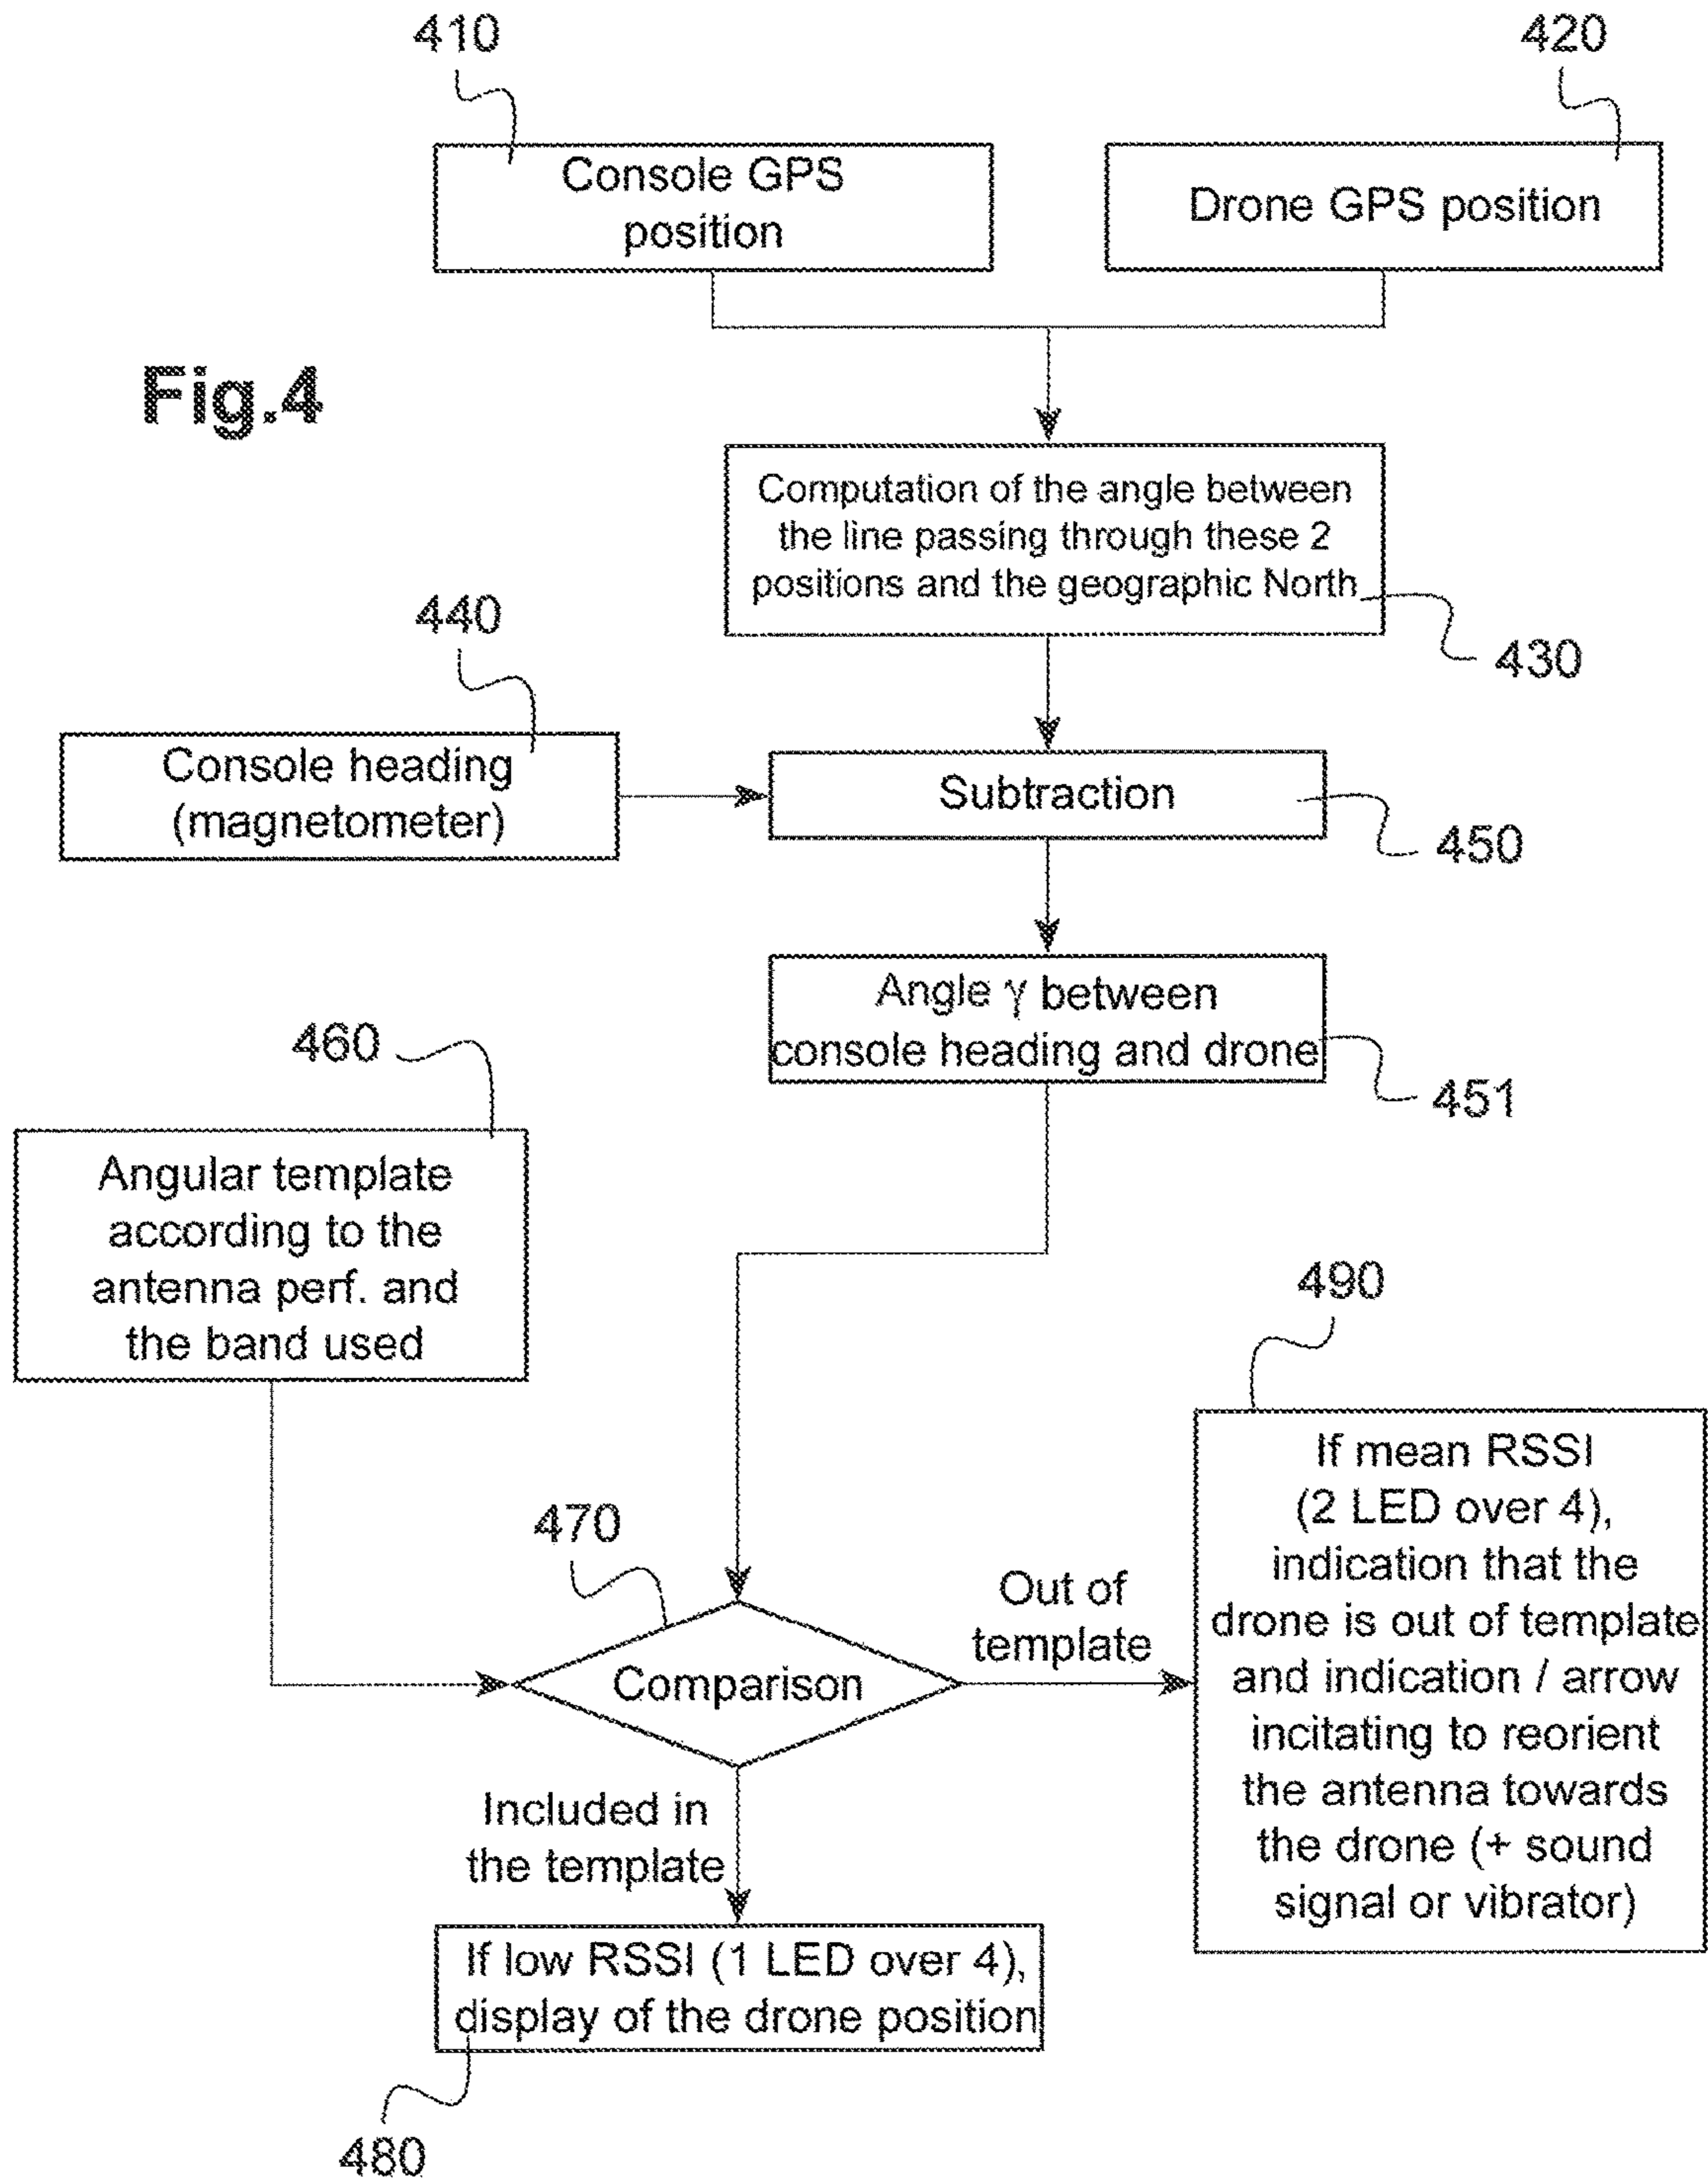 410
420
Console GPS
position
Drone GPS position
Fig.4
Computation of the angle between
the line passing through these 2
positions and the geographic North
430
440
Console heading
(magnetometer)
Subtraction
450
Angle γ between
console heading and drone
451
460
Angular template
according to the
antenna perf. and
the band used
470
Comparison
Out of
template
490
If mean RSSI
(2 LED over 4),
indication that the
drone is out of template
and indication / arrow
incitating to reorient
the antenna towards
the drone (+ sound
signal or vibrator)
Included in
the template
If low RSSI (1 LED over 4),
display of the drone position
480